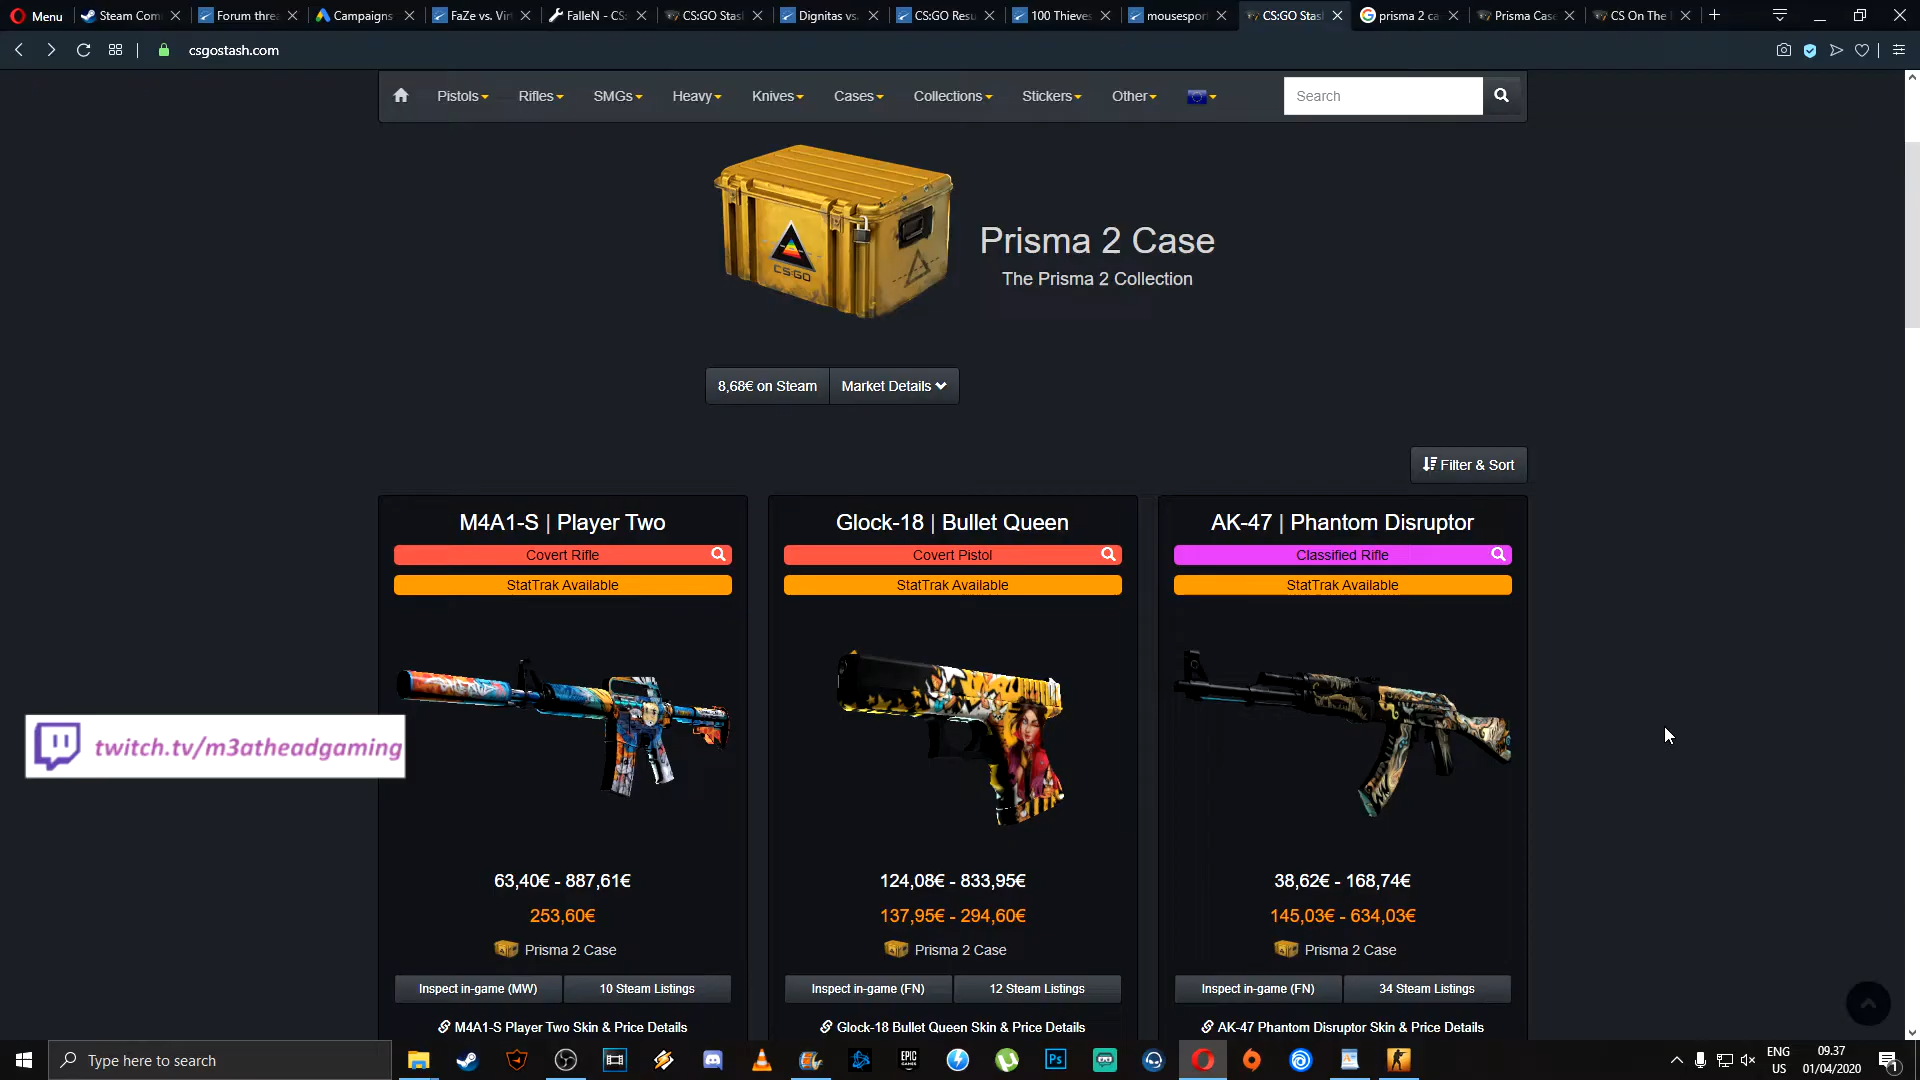 Menu
Steam Com
Forum thre
Campaigns
FaZe vs. Vir
FalleN - CS:
CS:GO Stas
Dignitas vs.
CS:GO Resu
100 Thieves
mousesport
CS:GO Stas
prisma 2 ca
Prisma Case
CS On The
csgostash.com
Pistols
Rifles
SMGs
Heavy
Knives
Cases
Collections
Stickers
Other
Search
CS:GO
Prisma 2 Case
The Prisma 2 Collection
8,68€ on Steam
Market Details
Filter & Sort
M4A1-S | Player Two
Covert Rifle
StatTrak Available
63,40€ - 887,61€
253,60€
Prisma 2 Case
Inspect in-game (MW)
10 Steam Listings
M4A1-S Player Two Skin & Price Details
Glock-18 | Bullet Queen
Covert Pistol
StatTrak Available
124,08€ - 833,95€
137,95€ - 294,60€
Prisma 2 Case
Inspect in-game (FN)
12 Steam Listings
Glock-18 Bullet Queen Skin & Price Details
AK-47 | Phantom Disruptor
Classified Rifle
StatTrak Available
38,62€ - 168,74€
145,03€ - 634,03€
Prisma 2 Case
Inspect in-game (FN)
34 Steam Listings
AK-47 Phantom Disruptor Skin & Price Details
twitch.tv/m3atheadgaming
Type here to search
EPIC GAMES
Ps
ENG
US
09.37
01/04/2020
1